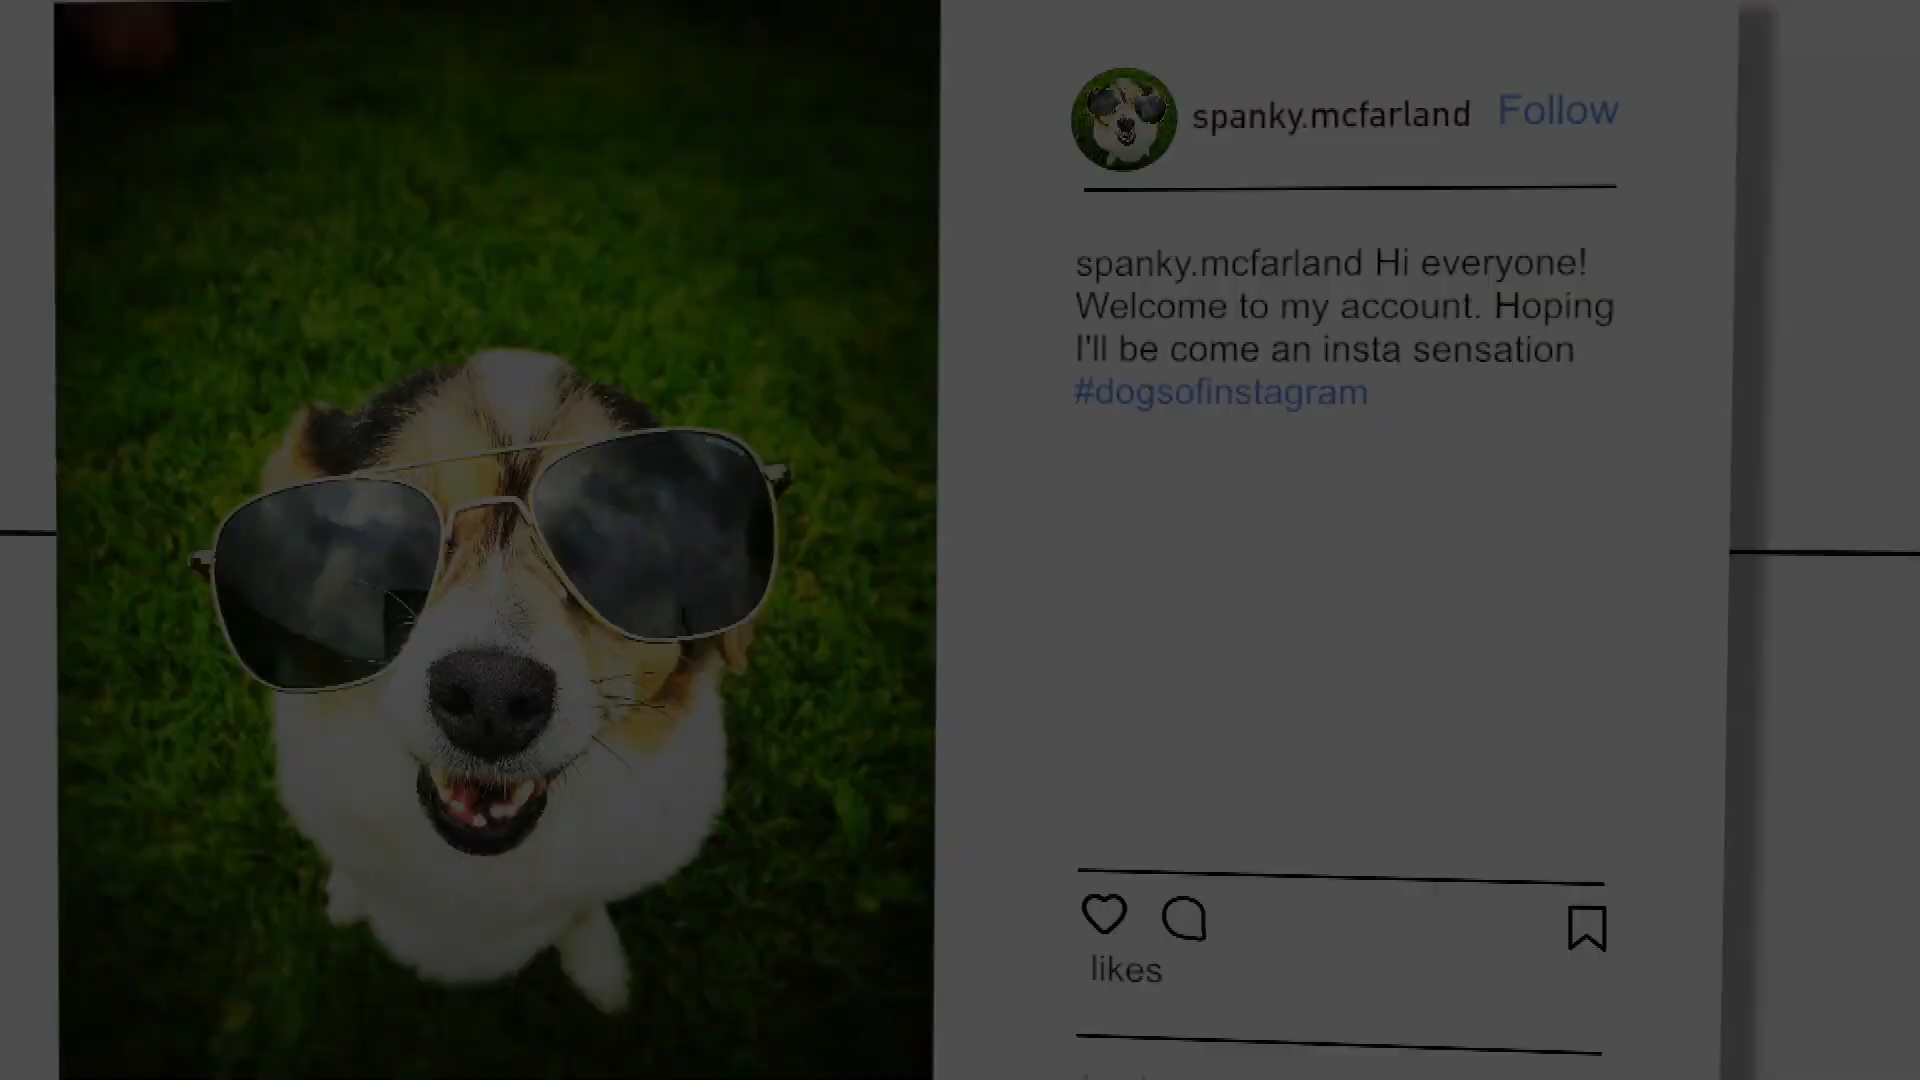 spanky.mcfarland Follow
spanky.mcfarland Hi everyone!
Welcome to my account. Hoping
I'll be come an insta sensation
#dogsofinstagram
likes